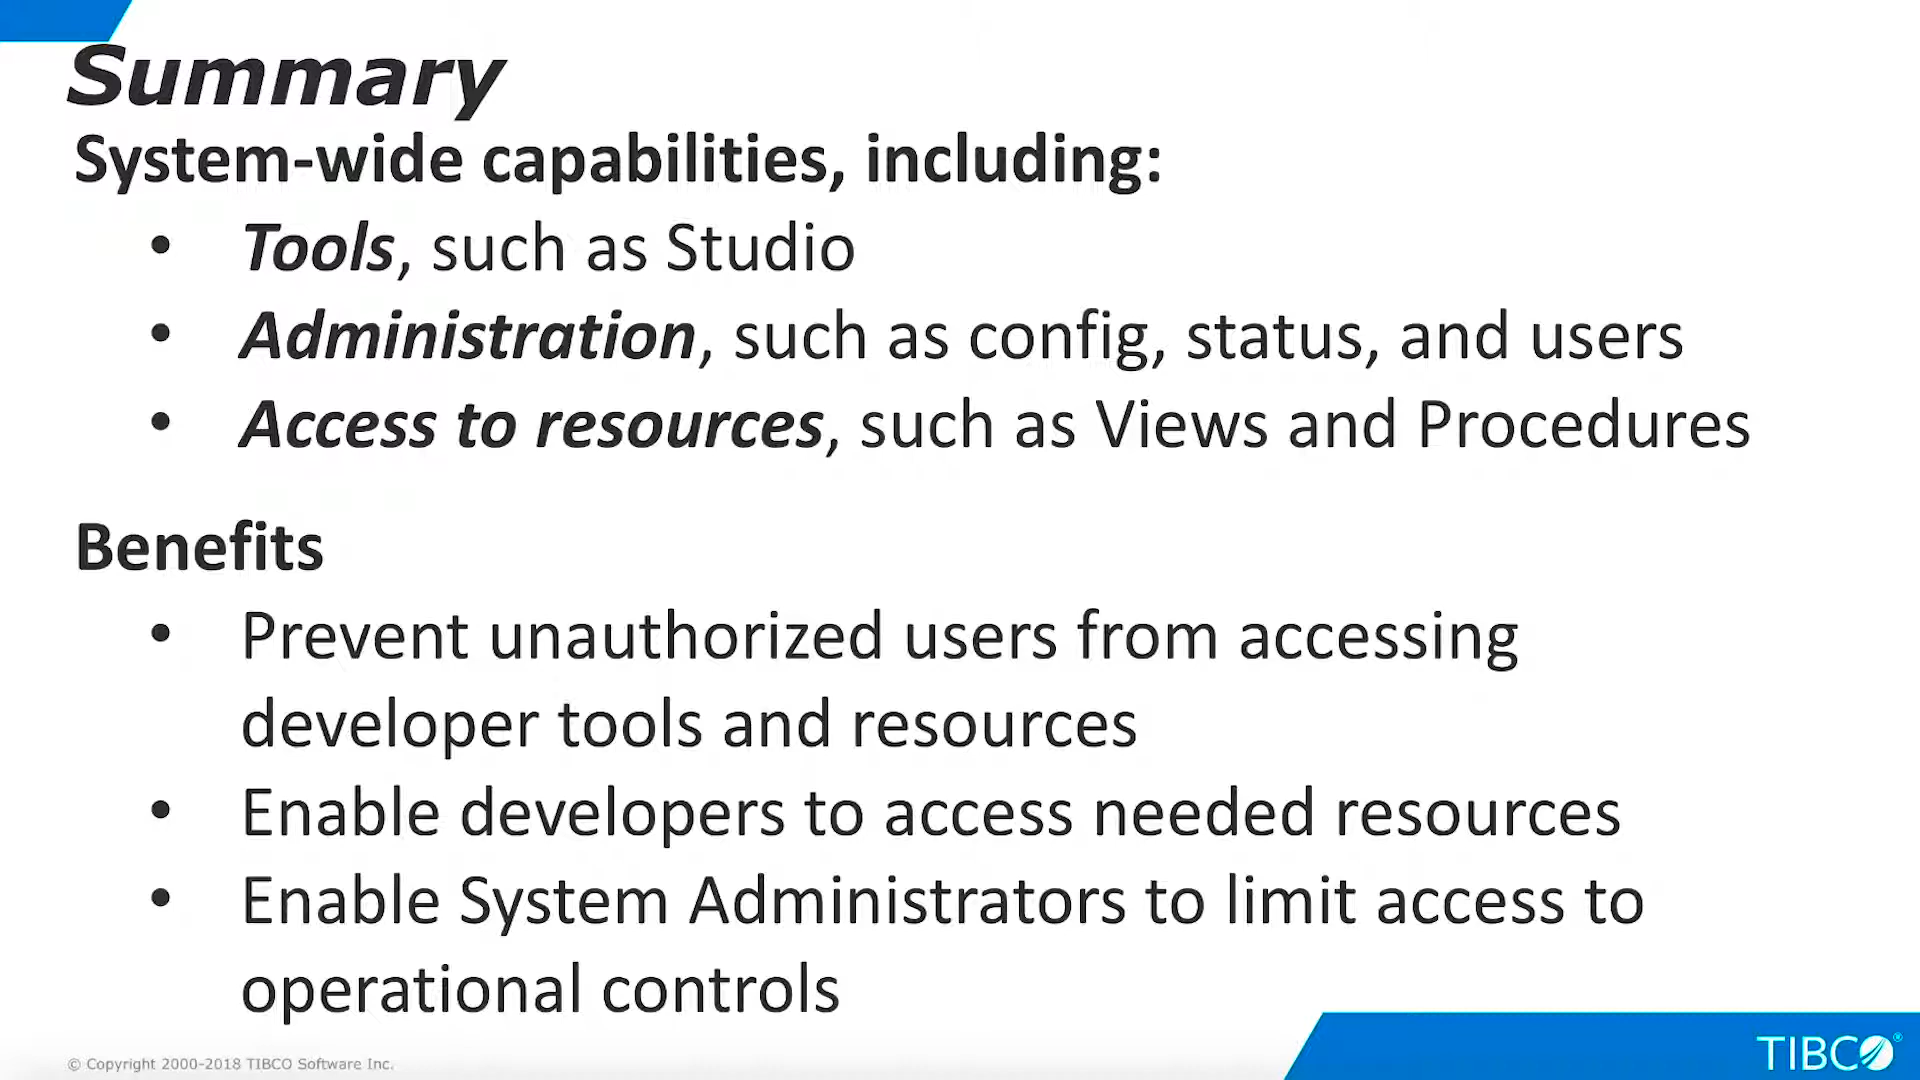 Summary
System-wide capabilities, including:
• Tools, such as Studio
• Administration, such as config, status, and users
• Access to resources, such as Views and Procedures
Benefits
• Prevent unauthorized users from accessing
developer tools and resources
• Enable developers to access needed resources
• Enable System Administrators to limit access to
operational controls
© Copyright 2000-2018 TIBCO Software Inc.
TIBCO®